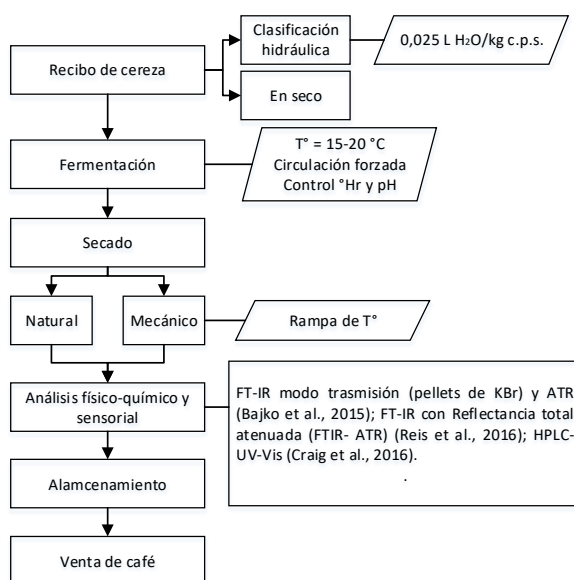 Clasificación
hidráulica
0,025 L H₂O/kg c.p.s.
Recibo de cereza
En seco
Fermentación
T° = 15-20 °C
Circulación forzada
Control °Hr y pH
Secado
Natural
Mecánico
Rampa de T°
Análisis físico-químico y
sensorial
FT-IR modo trasmisión (pellets de KBr) y ATR
(Bajko et al., 2015); FT-IR con Reflectancia total
atenuada (FTIR- ATR) (Reis et al., 2016); HPLC-
UV-Vis (Craig et al., 2016).
.
Alamcenamiento
Venta de café